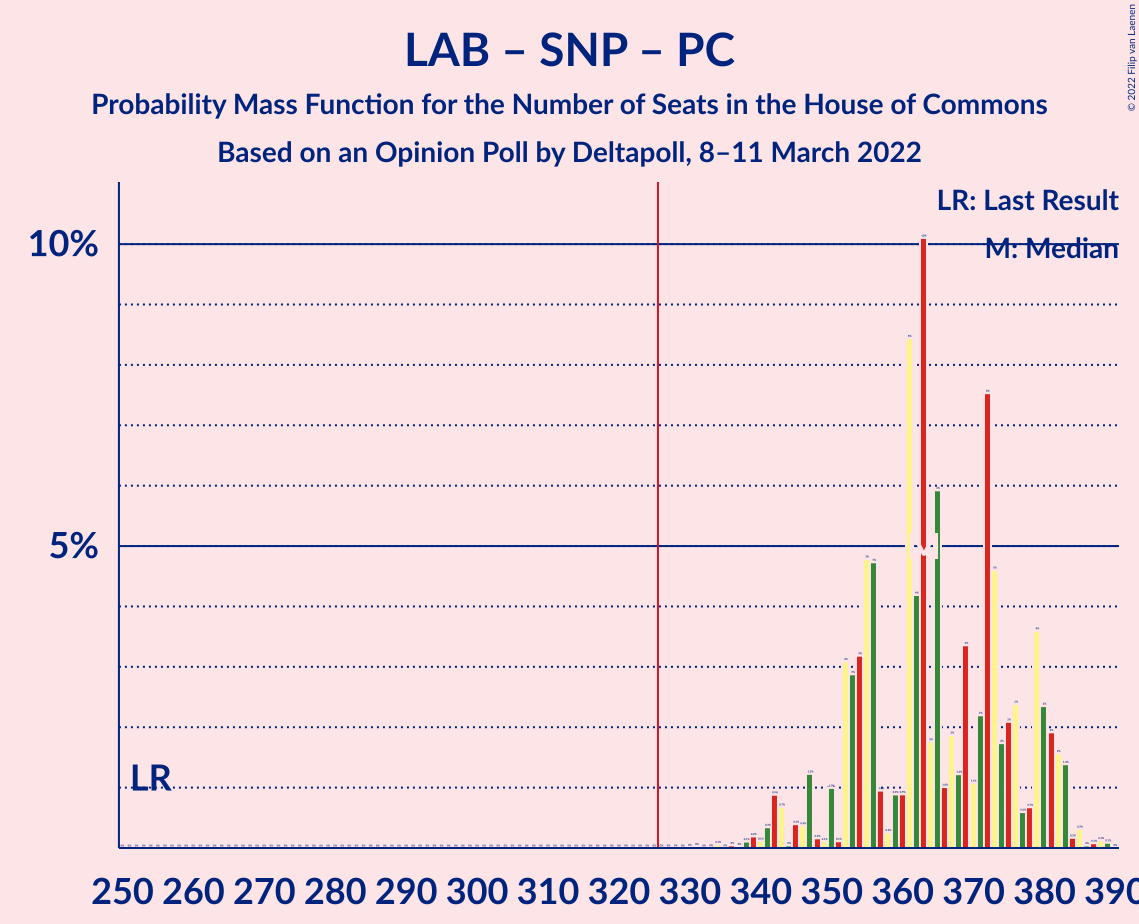 LAB – SNP – PC
Probability Mass Function for the Number of Seats in the House of Commons
Based on an Opinion Poll by Deltapoll, 8–11 March 2022
© 2022 Filip van Laenen
LR: Last Result
M: Median
10%
5%
LR
250 260 270 280 290 300 310 320 330 340 350 360 370 380 390